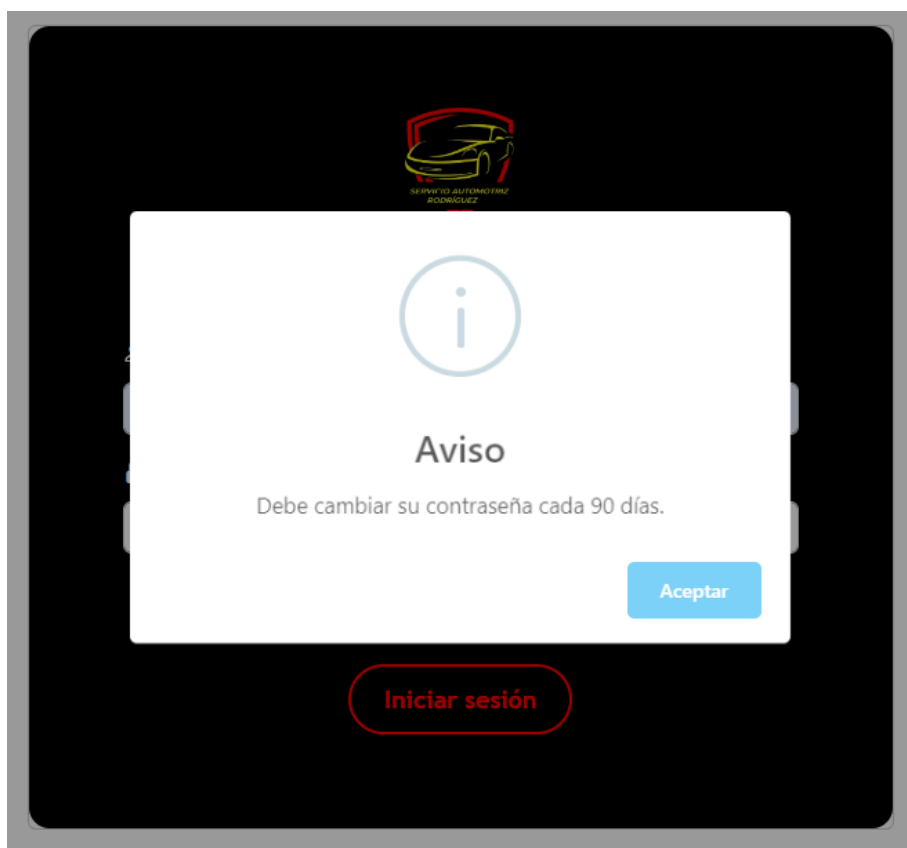 SERVICIO AUTOMOTRIZ
RODRÍGUEZ
Aviso
Debe cambiar su contraseña cada 90 días.
Aceptar
Iniciar sesión